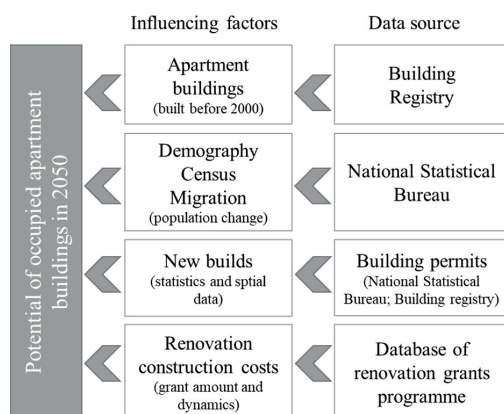 Influencing factors
Data source
Potential of occupied apartment
buildings in 2050
Apartment
buildings
(built before 2000)
Building
Registry
Demography
Census
Migration
(population change)
National Statistical
Bureau
New builds
(statistics and sptial
data)
Building permits
(National Statistical
Bureau; Building registry)
Renovation
construction costs
(grant amount and
dynamics)
Database of
renovation grants
programme